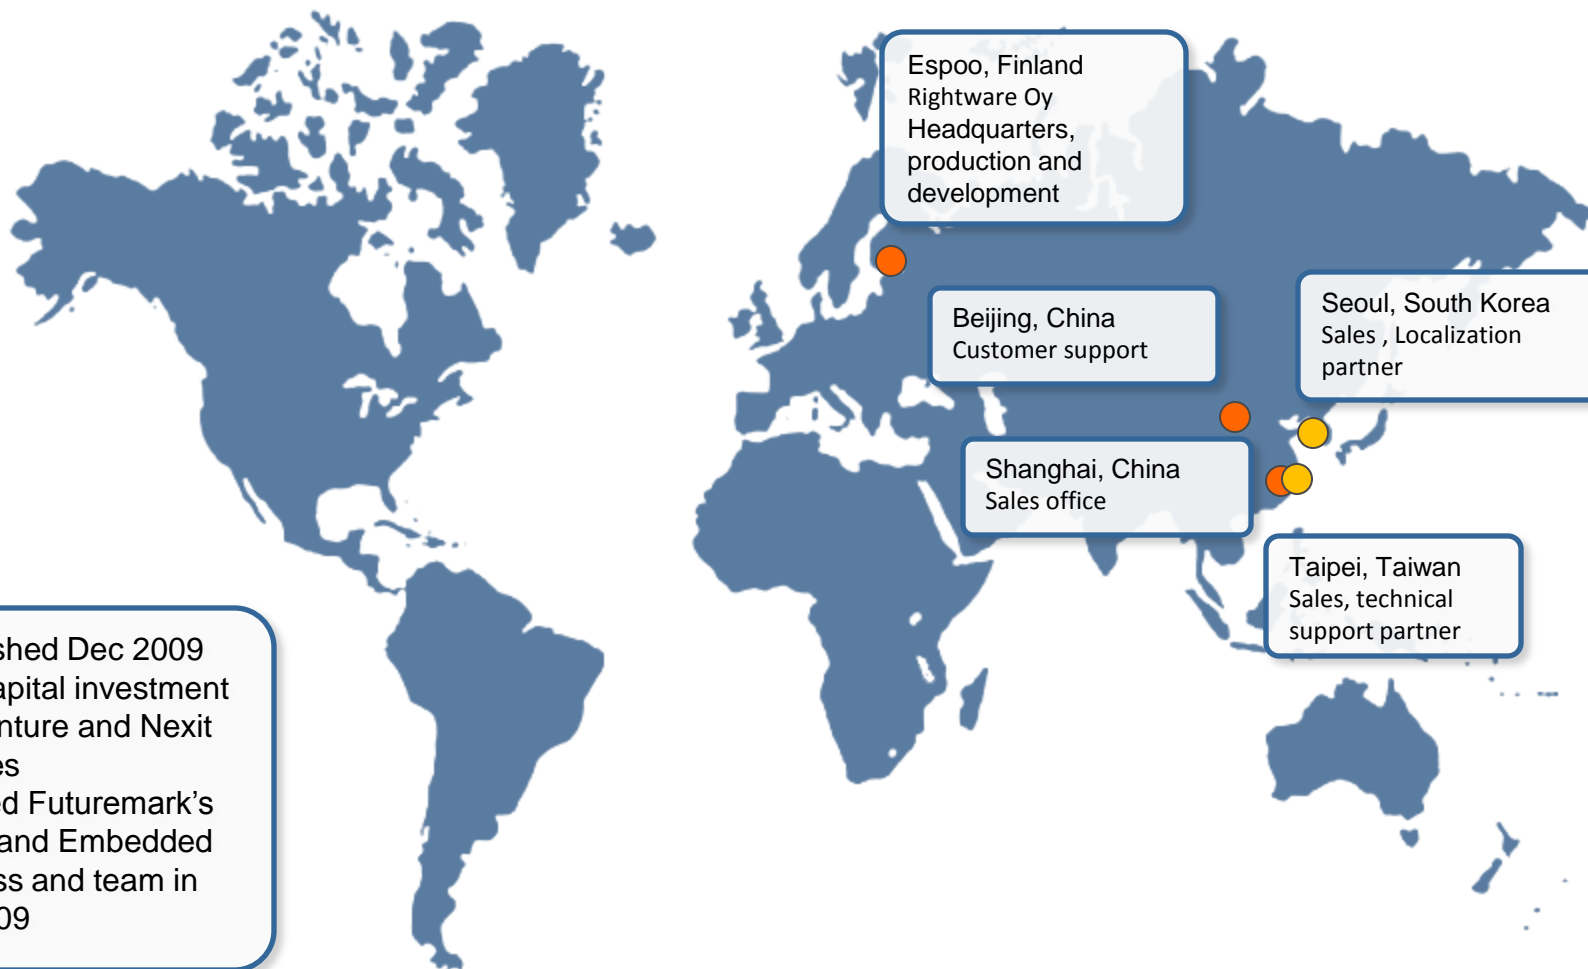 Espoo, Finland
Rightware Oy
Headquarters,
production and
development
Beijing, China
Customer support
Seoul, South Korea
Sales , Localization
partner
Shanghai, China
Sales office
Taipei, Taiwan
Sales, technical
support partner
shed Dec 2009
apital investment
nture and Nexit
es
ed Futuremark’s
and Embedded
ss and team in
09